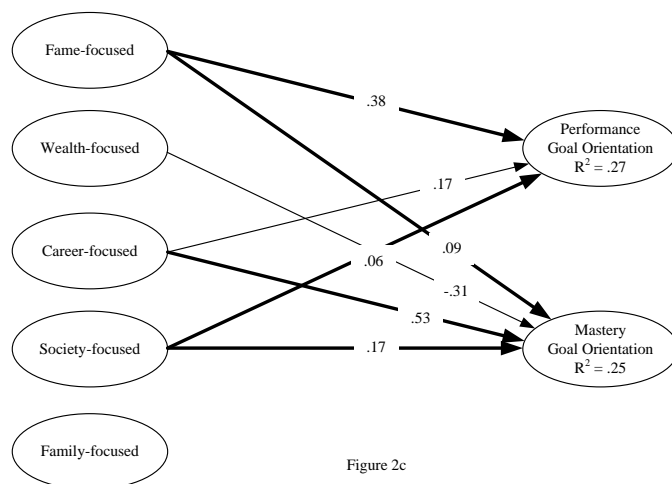 Fame-focused
.38
Performance
Goal Orientation
R² = .27
Wealth-focused
.17
Career-focused
.09
.06
-.31
.53
Society-focused
.17
Mastery
Goal Orientation
R² = .25
Family-focused
Figure 2c